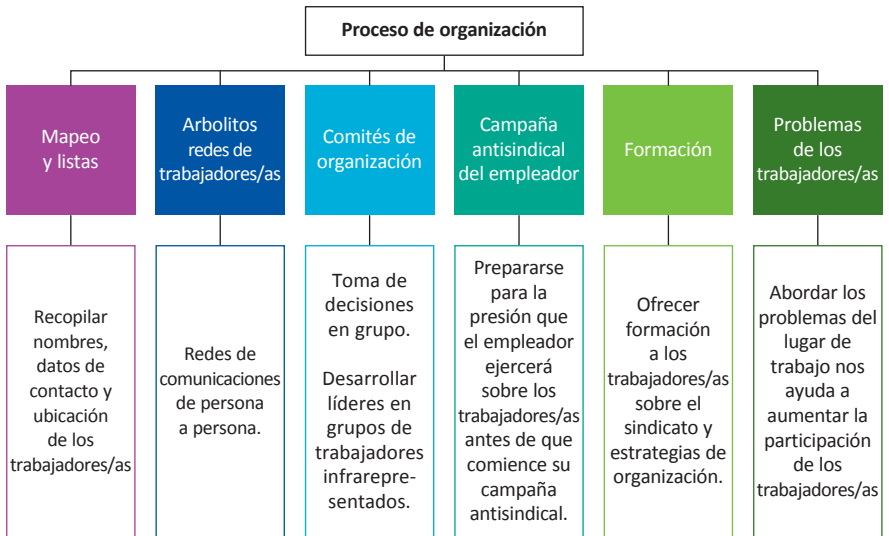 Proceso de organización
Mapeo
y listas
Arbolitos
redes de
trabajadores/as
Comités de
organización
Campaña
antisindical
del empleador
Formación
Problemas
de los
trabajadores/as
Recopilar
nombres,
datos de
contacto y
ubicación
de los
trabajadores/as
Redes de
comunicaciones
de persona
a persona.
Toma de
decisiones
en grupo.
Desarrollar
líderes en
grupos de
trabajadores
infrarepre-
sentados.
Prepararse
para la
presión que
el empleador
ejercerá
sobre los
trabajadores/as
antes de que
comience su
campaña
antisindical.
Ofrecer
formación
a los
trabajadores/as
sobre el
sindicato y
estrategias de
organización.
Abordar los
problemas del
lugar de
trabajo nos
ayuda a
aumentar la
participación
de los
trabajadores/as